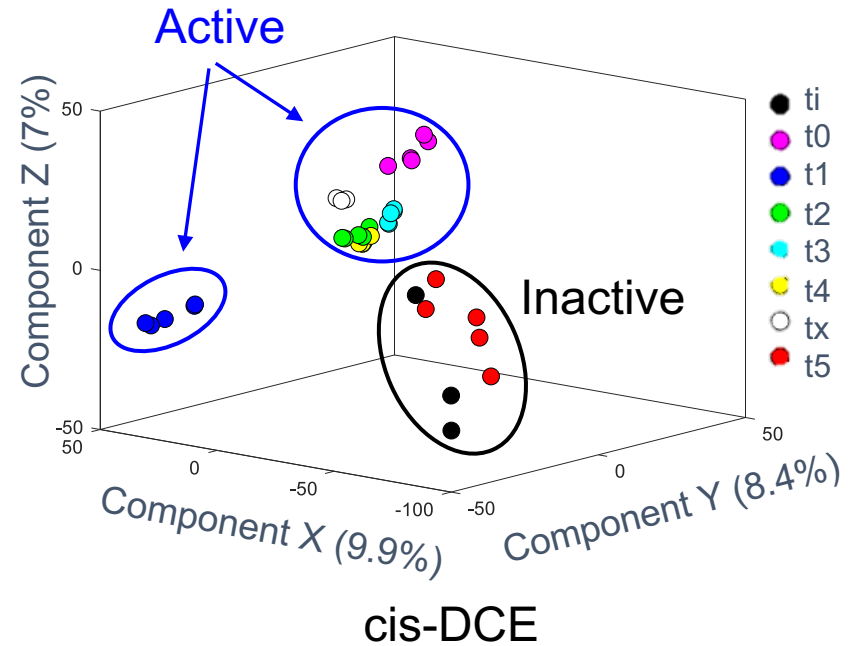 Active
Component Z (7%)
50
0
-50
Inactive
ti
t0
t1
t2
t3
t4
tx
t5
50
0
-50
-100
Component X (9.9%)
-50
0
50
Component Y (8.4%)
cis-DCE